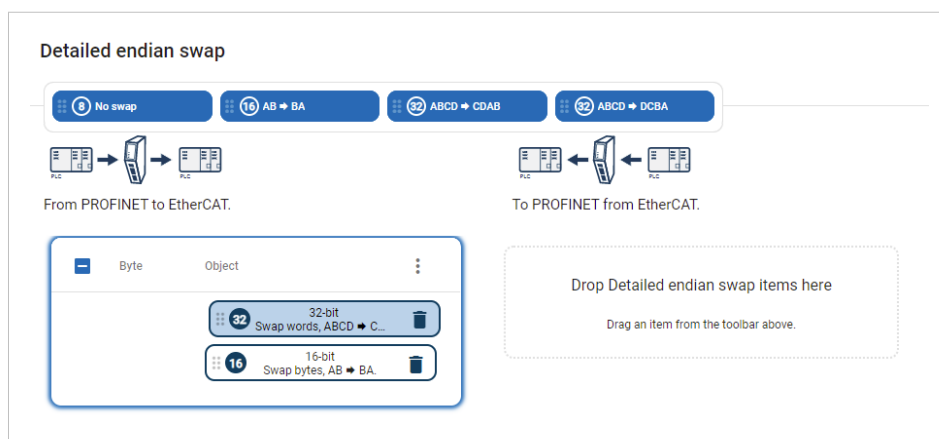 Detailed endian swap
8 No swap
16 AB ➡ BA
32 ABCD ➡ CDAB
32 ABCD ➡ DCBA
PLC
PLC
PLC
PLC
From PROFINET to EtherCAT.
To PROFINET from EtherCAT.
Byte
Object
32
32-bit
Swap words, ABCD ➡ C...
16
16-bit
Swap bytes, AB ➡ BA.
Drop Detailed endian swap items here
Drag an item from the toolbar above.